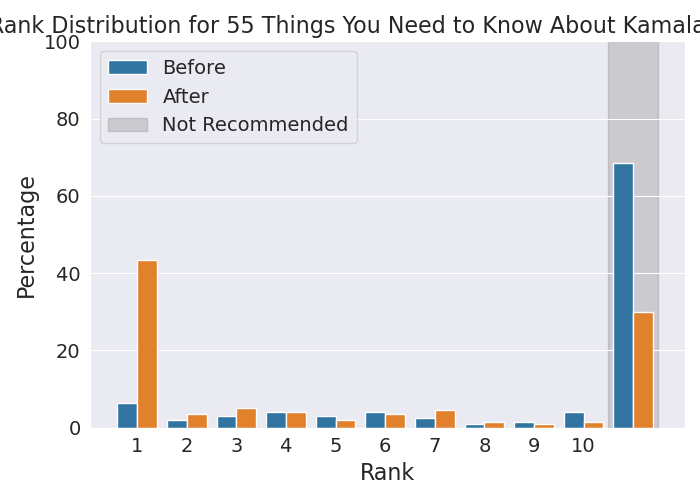 Rank Distribution for 55 Things You Need to Know About Kamala
100
80
60
40
20
0
Percentage
Before
After
Not Recommended
1 2 3 4 5 6 7 8 9 10
Rank